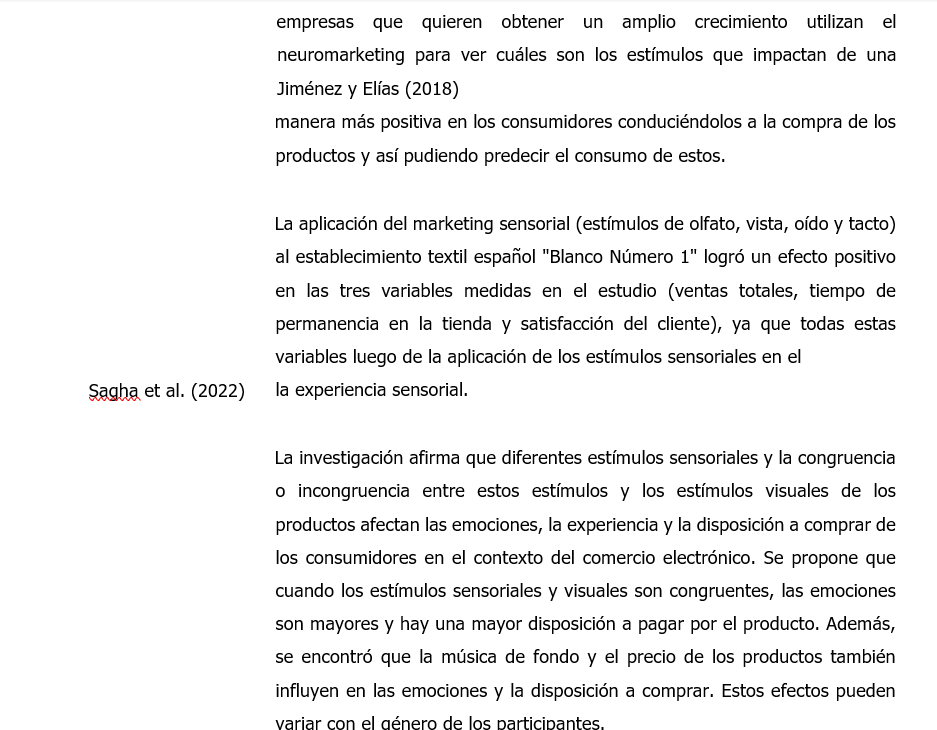 empresas que quieren obtener un amplio crecimiento utilizan el
neuromarketing para ver cuáles son los estímulos que impactan de una
Jiménez y Elías (2018)
manera más positiva en los consumidores conduciéndolos a la compra de los
productos y así pudiendo predecir el consumo de estos.
La aplicación del marketing sensorial (estímulos de olfato, vista, oído y tacto)
al establecimiento textil español "Blanco Número 1" logró un efecto positivo
en las tres variables medidas en el estudio (ventas totales, tiempo de
permanencia en la tienda y satisfacción del cliente), ya que todas estas
variables luego de la aplicación de los estímulos sensoriales en el
Sagha et al. (2022) la experiencia sensorial.
La investigación afirma que diferentes estímulos sensoriales y la congruencia
o incongruencia entre estos estímulos y los estímulos visuales de los
productos afectan las emociones, la experiencia y la disposición a comprar de
los consumidores en el contexto del comercio electrónico. Se propone que
cuando los estímulos sensoriales y visuales son congruentes, las emociones
son mayores y hay una mayor disposición a pagar por el producto. Además,
se encontró que la música de fondo y el precio de los productos también
influyen en las emociones y la disposición a comprar. Estos efectos pueden
variar con el género de los participantes.